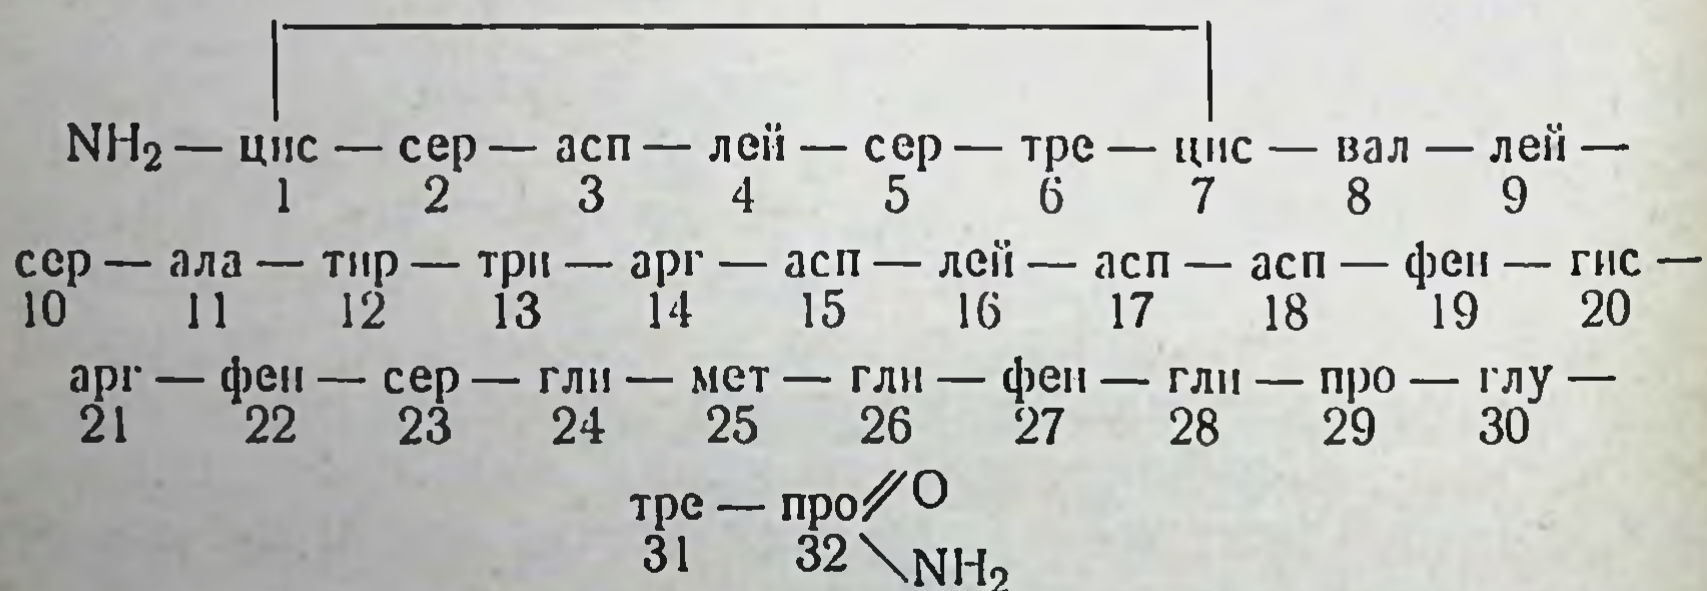 NH₂ — цис — сер — асп — лей — сер — тре — цис — вал — лей —
1 2 3 4 5 6 7 8 9
сер — ала — тир — три — арг — асп — лей — асп — асп — фен — гис —
10 11 12 13 14 15 16 17 18 19 20
арг — фен — сер — гли — мет — гли — фен — гли — про — глу —
21 22 23 24 25 26 27 28 29 30
тре — про O
31 32 NH₂